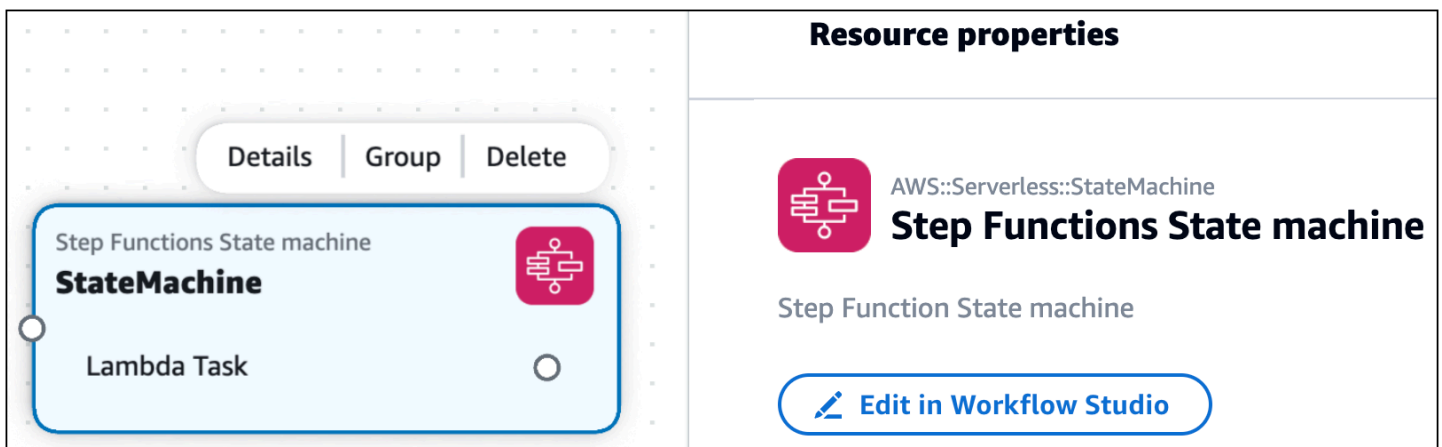 Details Group Delete
Step Functions State machine
StateMachine
Lambda Task
Resource properties
AWS::Serverless::StateMachine
Step Functions State machine
Step Function State machine
Edit in Workflow Studio